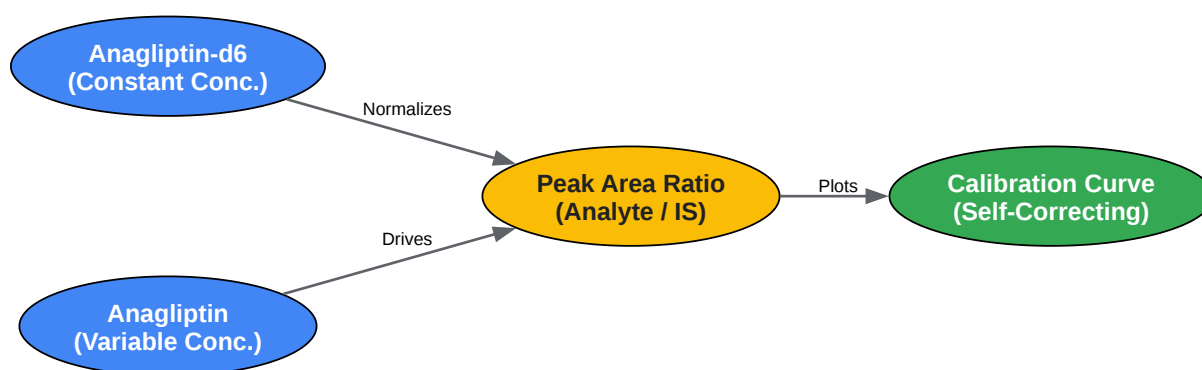 Anagliptin-d6
(Constant Conc.)
Normalizes
Peak Area Ratio
(Analyte / IS)
Plots
Calibration Curve
(Self-Correcting)
Drives
Anagliptin
(Variable Conc.)